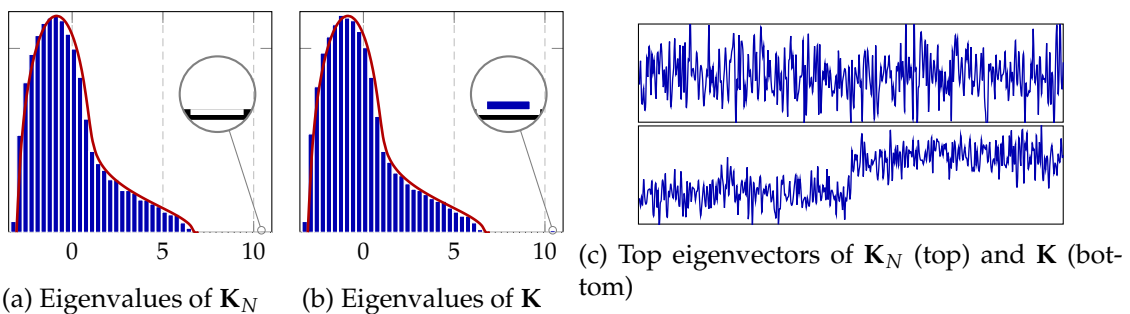 0 5 10
0 5 10
(a) Eigenvalues of K_N
(b) Eigenvalues of K
(c) Top eigenvectors of K_N (top) and K (bot-
tom)